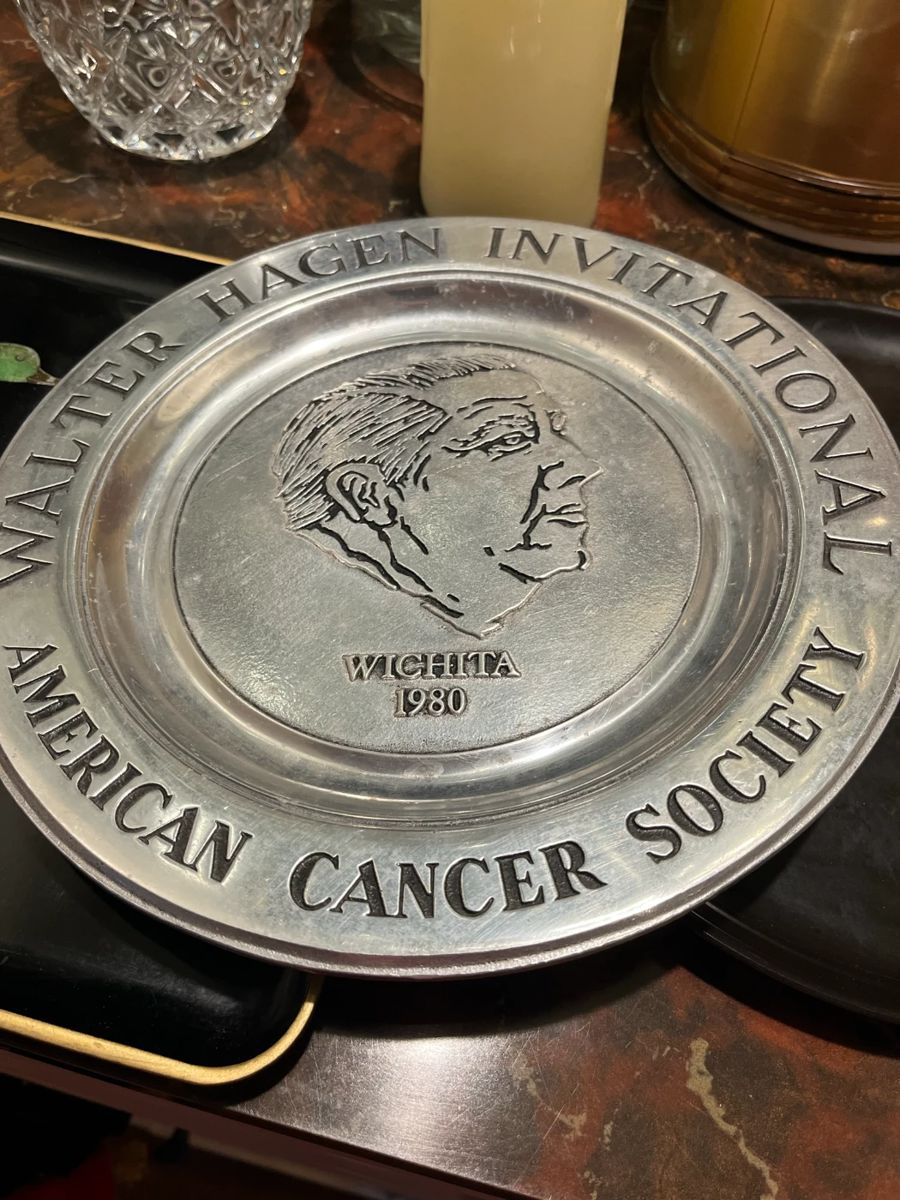 WALTER HAGEN INVITATIONAL
WICHITA
1980
AMERICAN CANCER SOCIETY